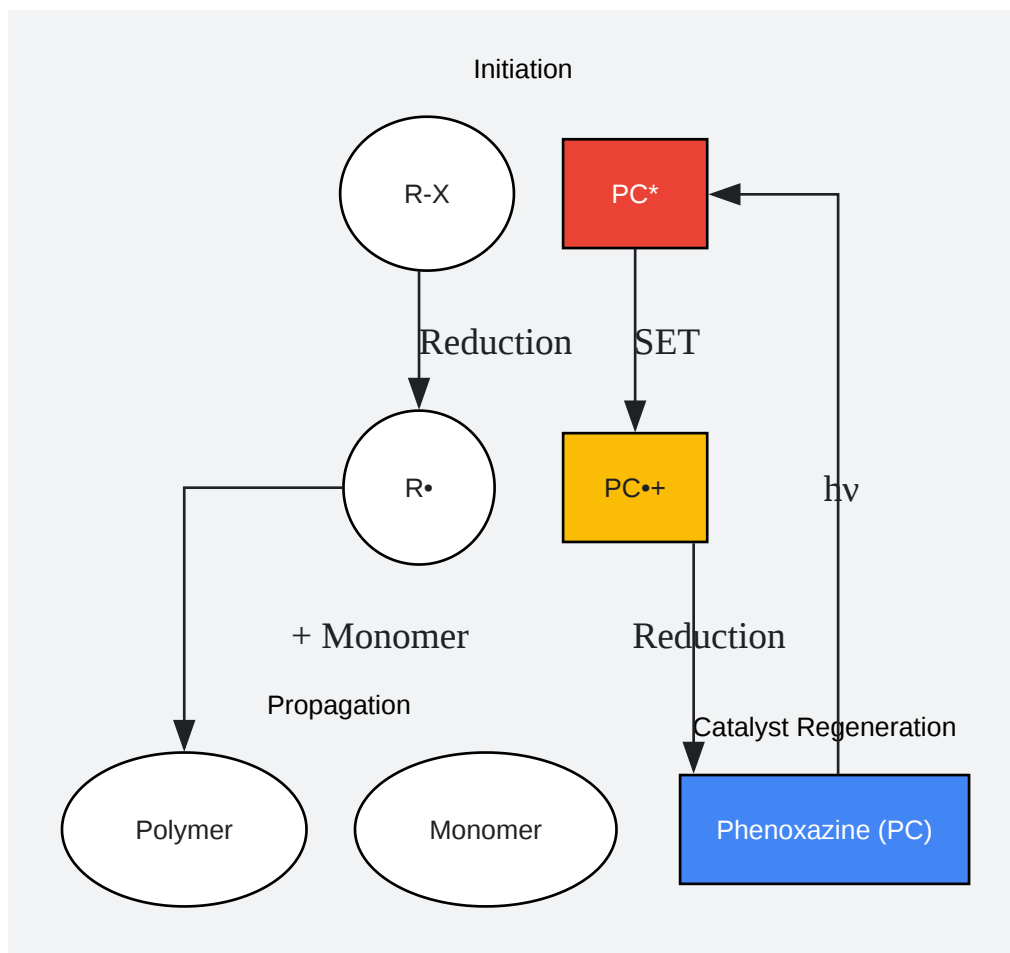 Initiation
R-X
PC*
Reduction
SET
R•
PC•+
hν
+ Monomer
Reduction
Propagation
Catalyst Regeneration
Polymer
Monomer
Phenoxazine (PC)